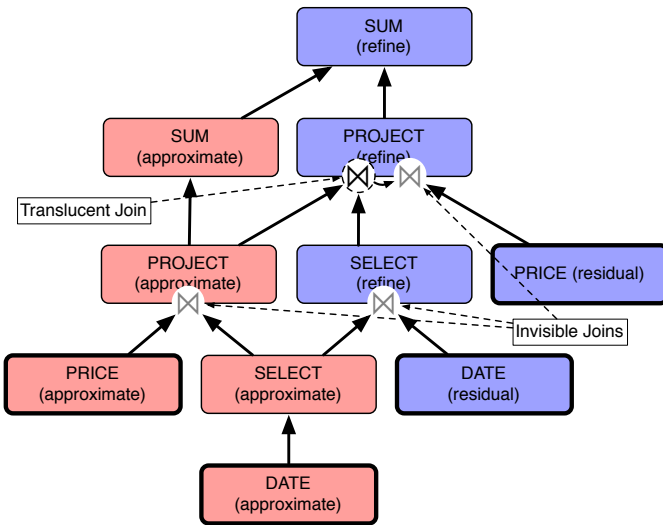 SUM
(refine)
SUM
(approximate)
PROJECT
(refine)
Translucent Join
PROJECT
(approximate)
SELECT
(refine)
PRICE (residual)
Invisible Joins
PRICE
(approximate)
SELECT
(approximate)
DATE
(residual)
DATE
(approximate)